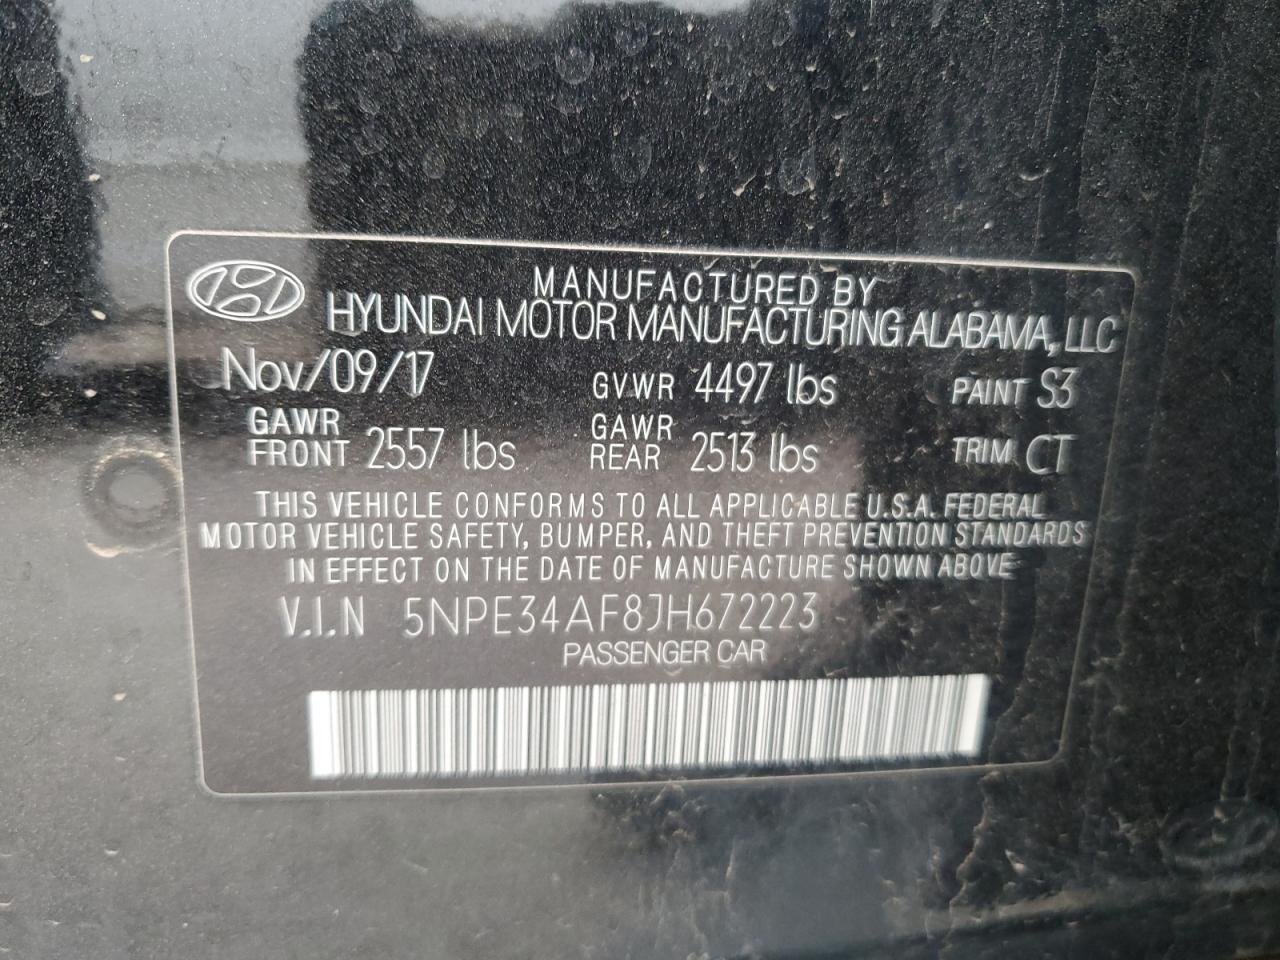 MANUFACTURED BY
HYUNDAI MOTOR MANUFACTURING ALABAMA, LLC
Nov/09/17 GVWR 4497 lbs PAINT S3
GAWR FRONT 2557 lbs GAWR REAR 2513 lbs TRIM CT
THIS VEHICLE CONFORMS TO ALL APPLICABLE U.S.A. FEDERAL
MOTOR VEHICLE SAFETY, BUMPER, AND THEFT PREVENTION STANDARDS
IN EFFECT ON THE DATE OF MANUFACTURE SHOWN ABOVE
V.I.N 5NPE34AF8JH672223
PASSENGER CAR